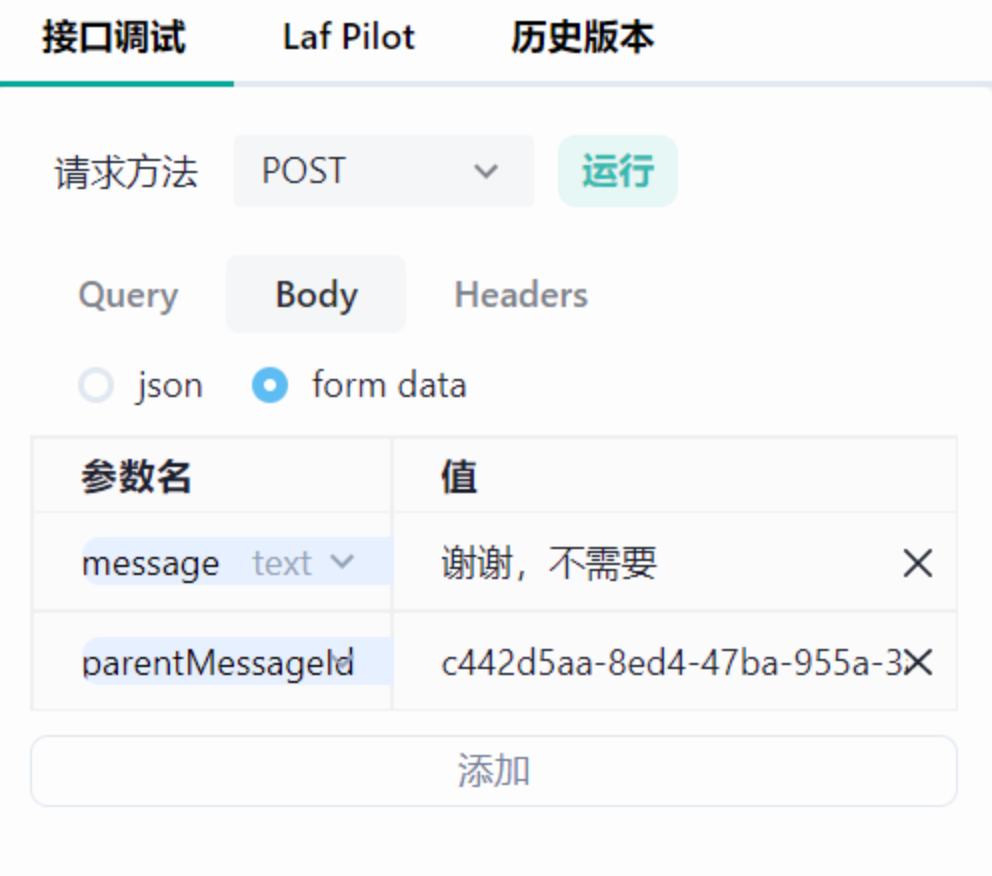 接口调试 Laf Pilot 历史版本
请求方法 POST 运行
Query Body Headers
json form data
参数名 值
message text 谢谢，不需要
parentMessageId c442d5aa-8ed4-47ba-955a-3
添加